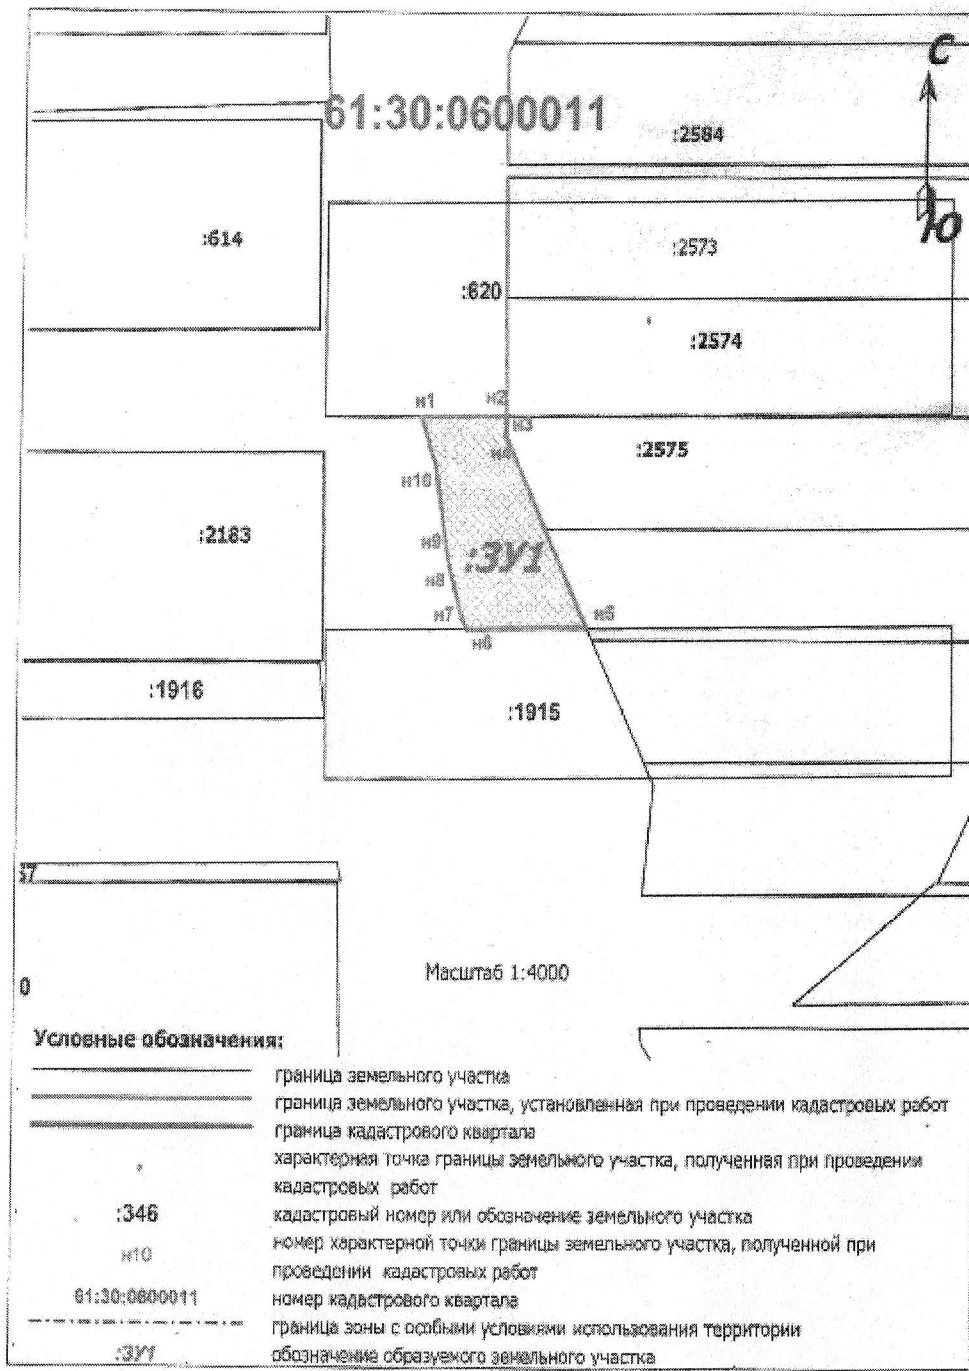 С
61:30:0600011
:2584
Ю
:614
:2573
:620
:2574
н1
н2
н3
н4
:2575
н10
:2183
н9
:ЗУ1
н8
н7
н5
н6
:1916
:1915
57
Масштаб 1:4000
0
Условные обозначения:
граница земельного участка
граница земельного участка, установленная при проведении кадастровых работ
граница кадастрового квартала
характерная точка границы земельного участка, полученная при проведении
кадастровых работ
:346
кадастровый номер или обозначение земельного участка
н10
номер характерной точки границы земельного участка, полученной при
проведении кадастровых работ
61:30:0600011
номер кадастрового квартала
граница зоны с особыми условиями использования территории
:ЗУ1
обозначение образуемого земельного участка